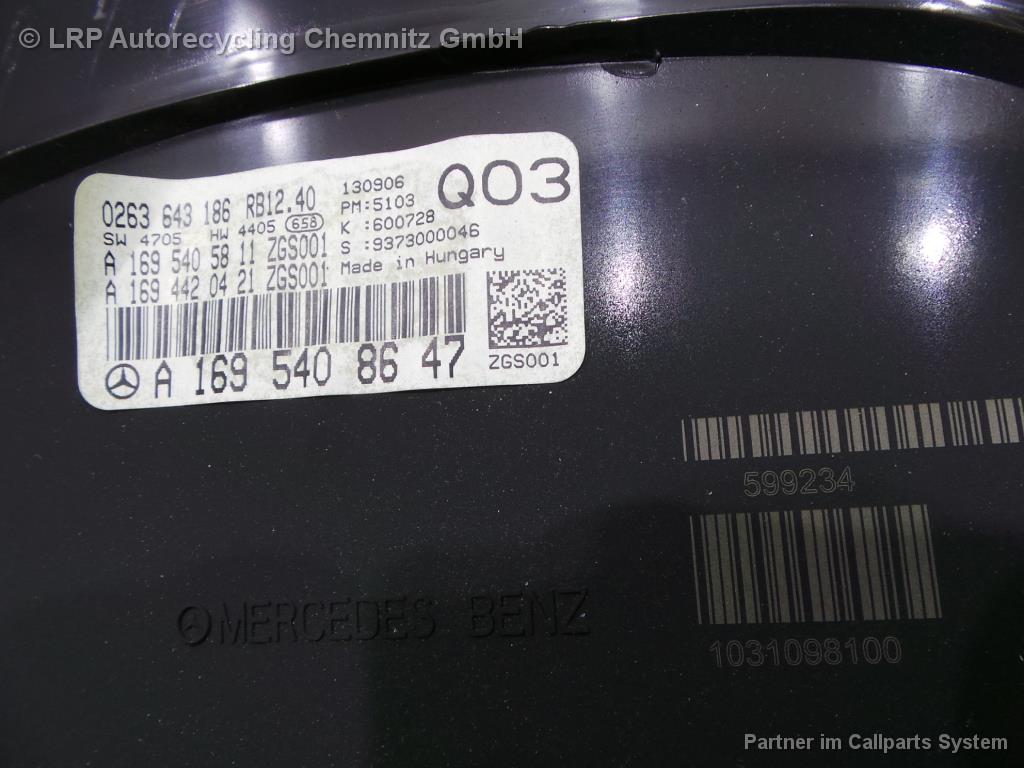 © LRP Autorecycling Chemnitz GmbH
0263 643 186 RB12.40
SW 4705 HW 4405 658
A 169 540 58 11 ZGS001
A 169 442 04 21 ZGS001
130906
PM:5103
K :600728
S :9373000046
Made in Hungary
Q03
A 169 540 86 47
ZGS001
599234
1031098100
MERCEDES BENZ
Partner im Callparts System